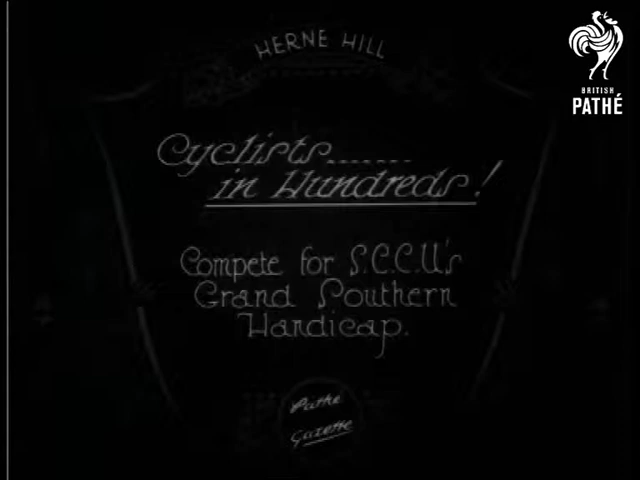 HERNE HILL
BRITISH
PATHÉ
Cyclists.......
in Hundreds!
Compete for S.C.C.U's
Grand Southern
Handicap.
Pathe
Gazette